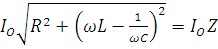 I_O√(R² + (ωL − 1/(ωC))²) = I_O Z